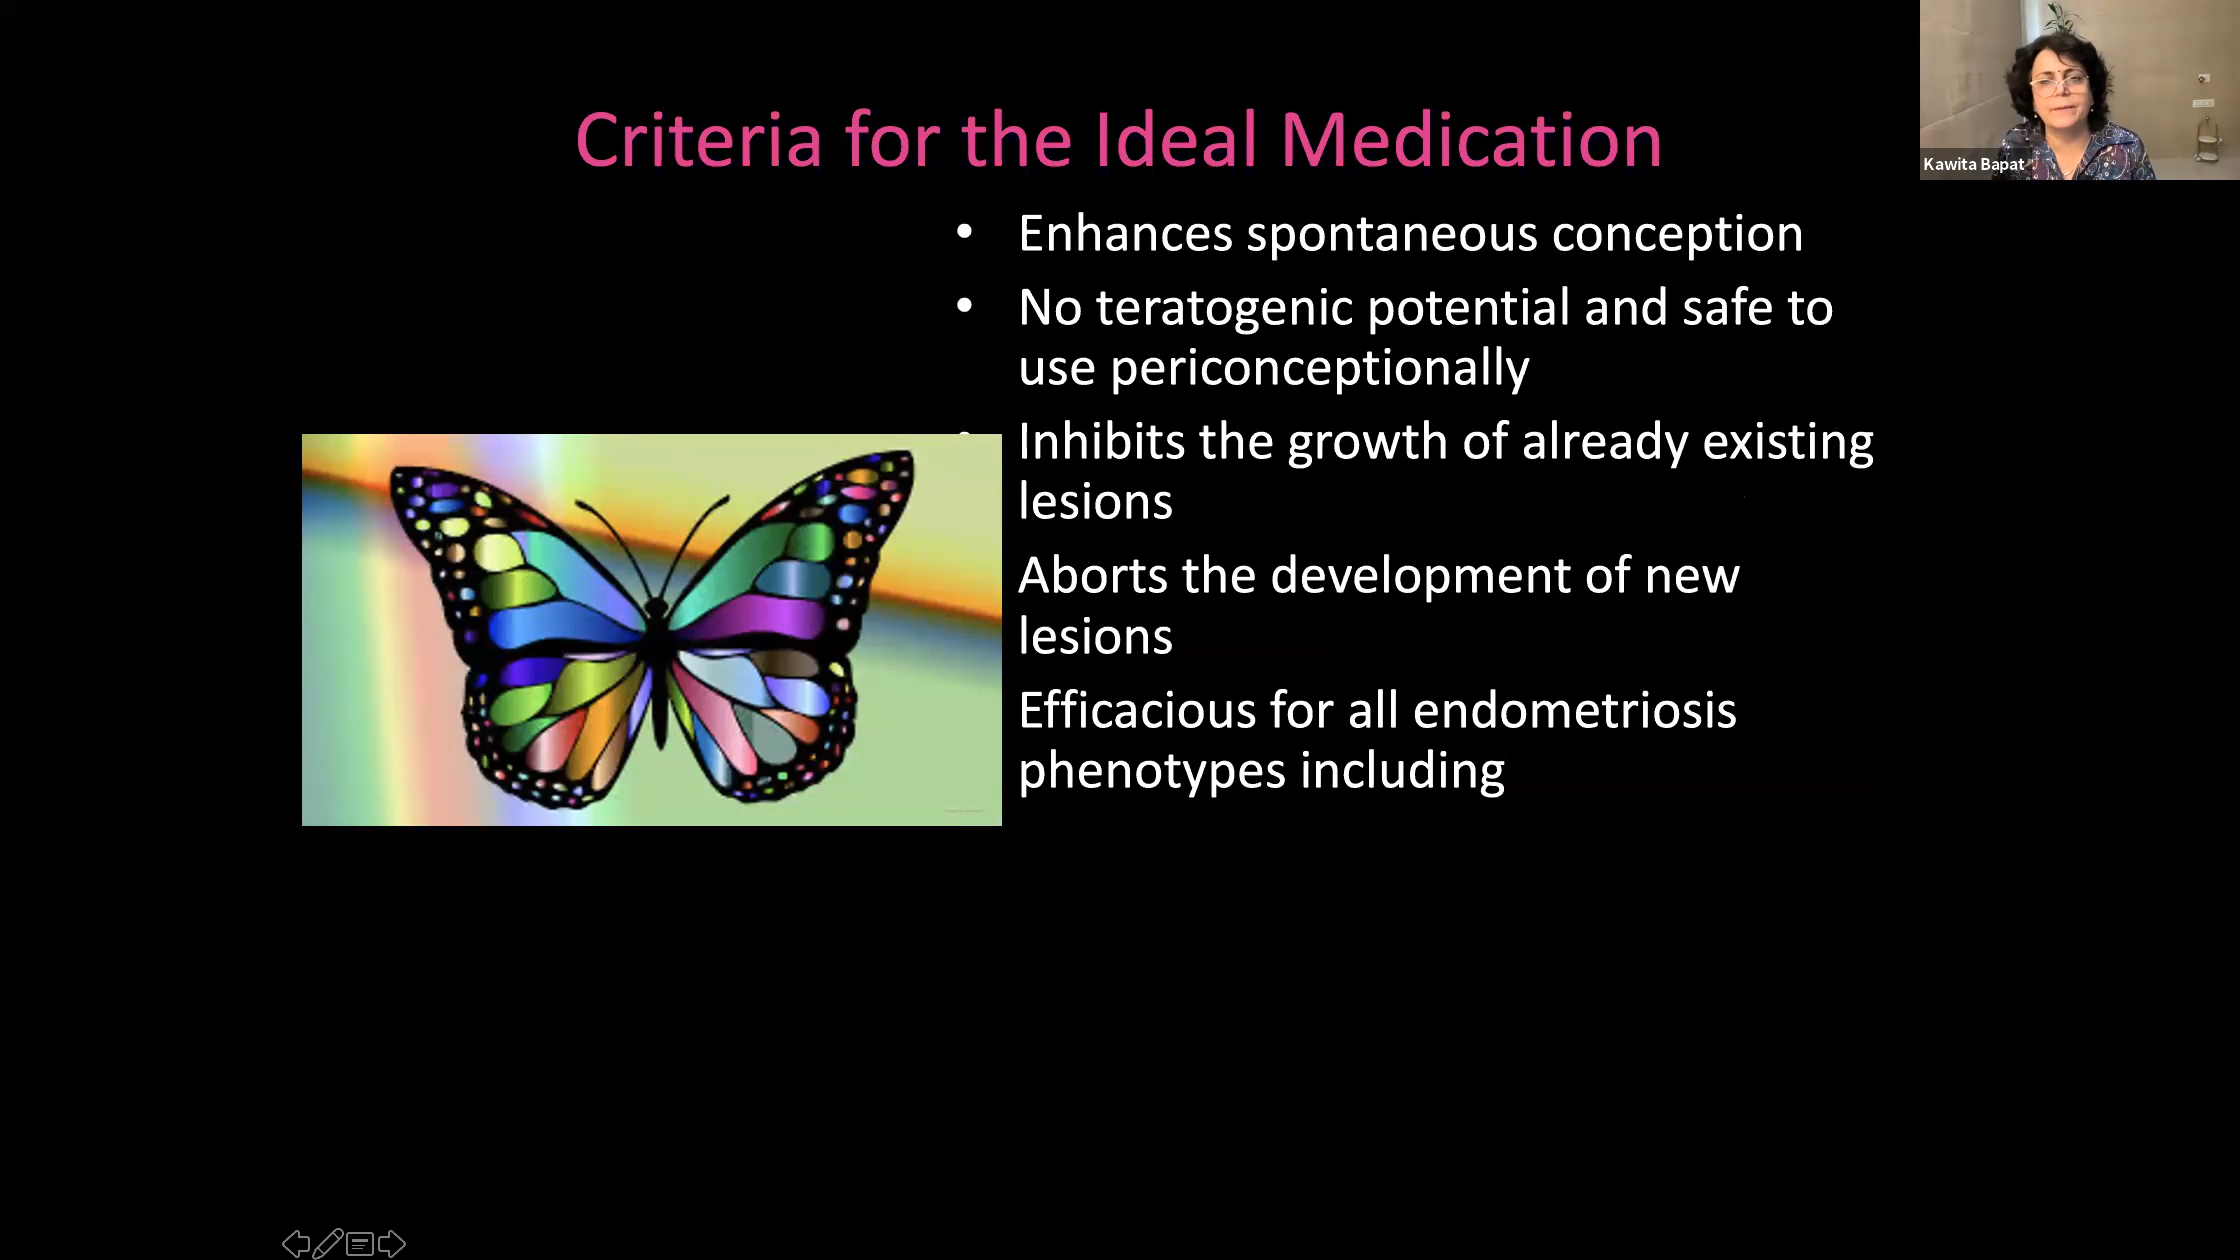 Criteria for the Ideal Medication
Kawita Bapat
• Enhances spontaneous conception
• No teratogenic potential and safe to
use periconceptionally
Inhibits the growth of already existing
lesions
Aborts the development of new
lesions
Efficacious for all endometriosis
phenotypes including